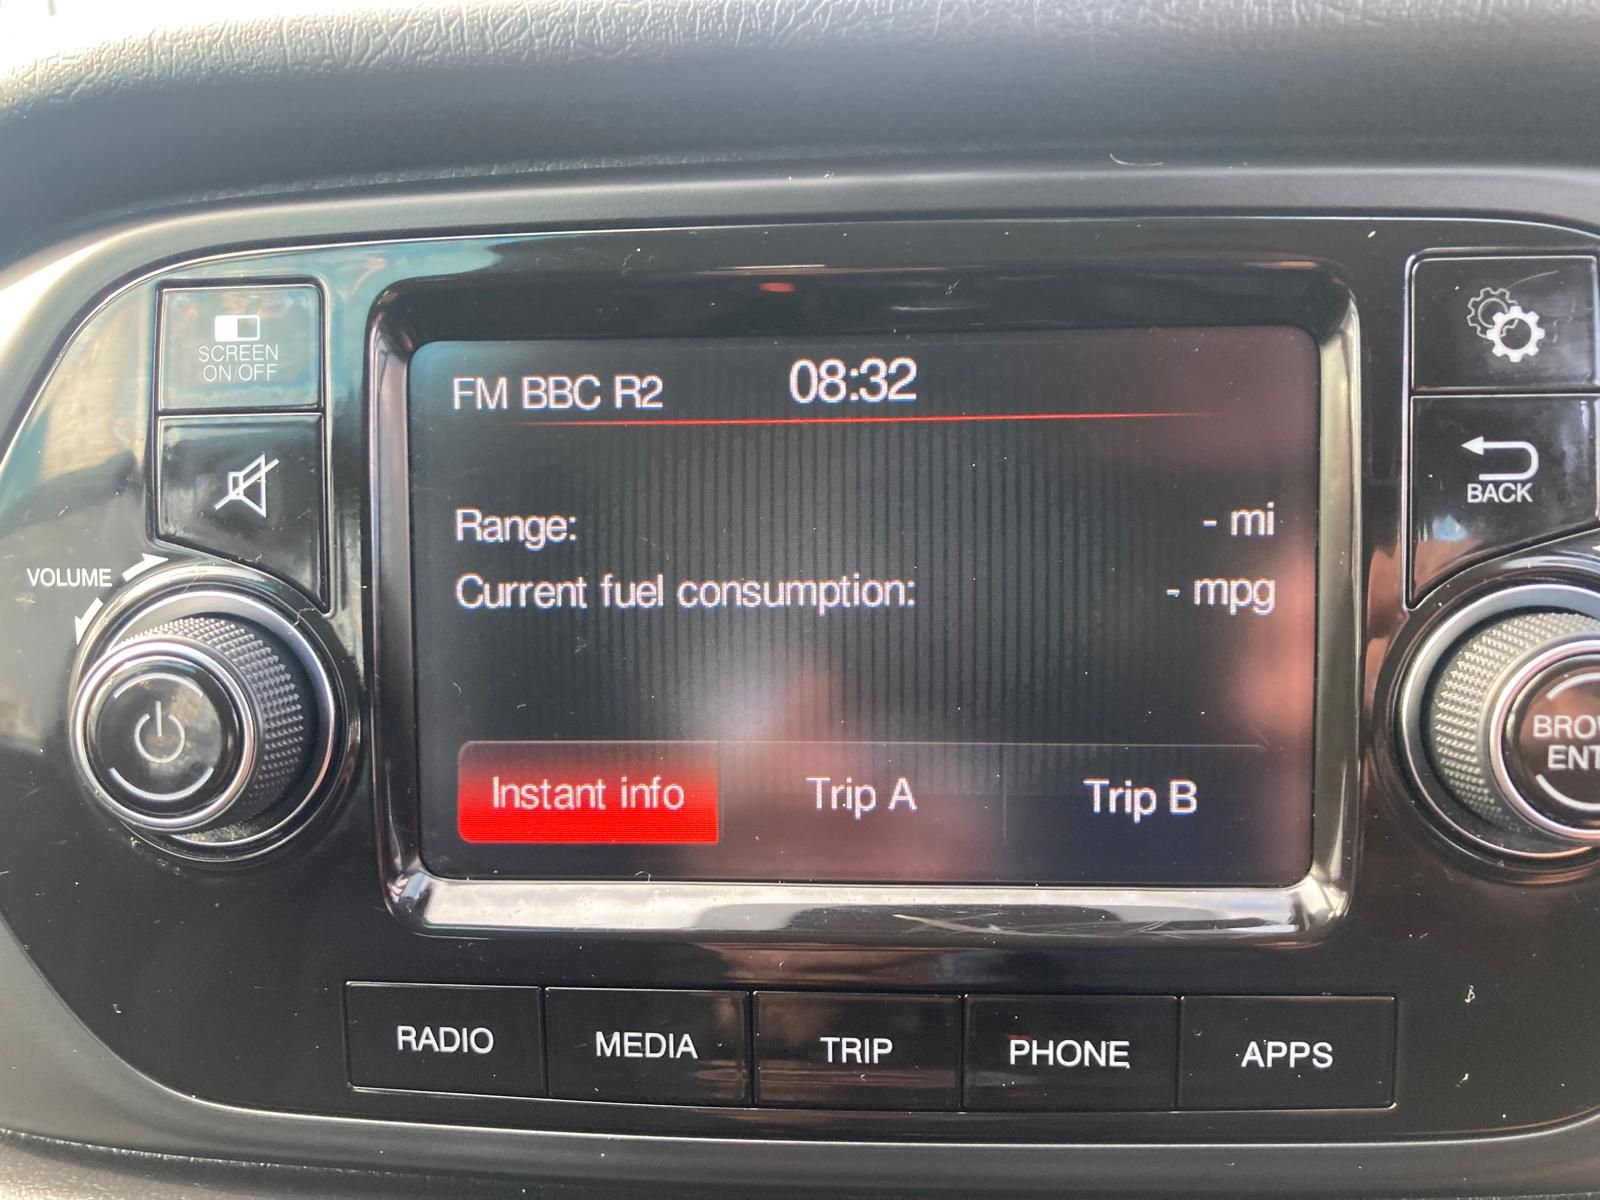 SCREEN
ON/OFF
VOLUME
FM BBC R2 08:32
Range: - mi
Current fuel consumption: - mpg
Instant info Trip A Trip B
BACK
RADIO MEDIA TRIP PHONE APPS